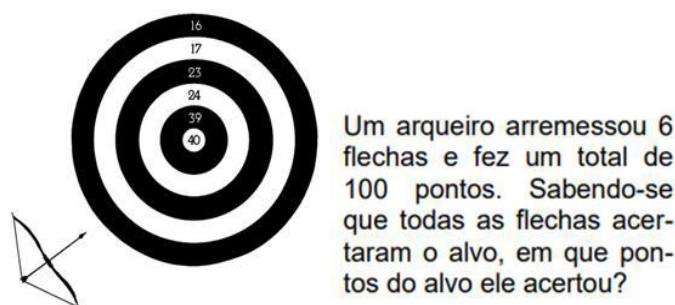 16
17
23
24
39
40
Um arqueiro arremessou 6
flechas e fez um total de
100 pontos. Sabendo-se
que todas as flechas acer-
taram o alvo, em que pon-
tos do alvo ele acertou?